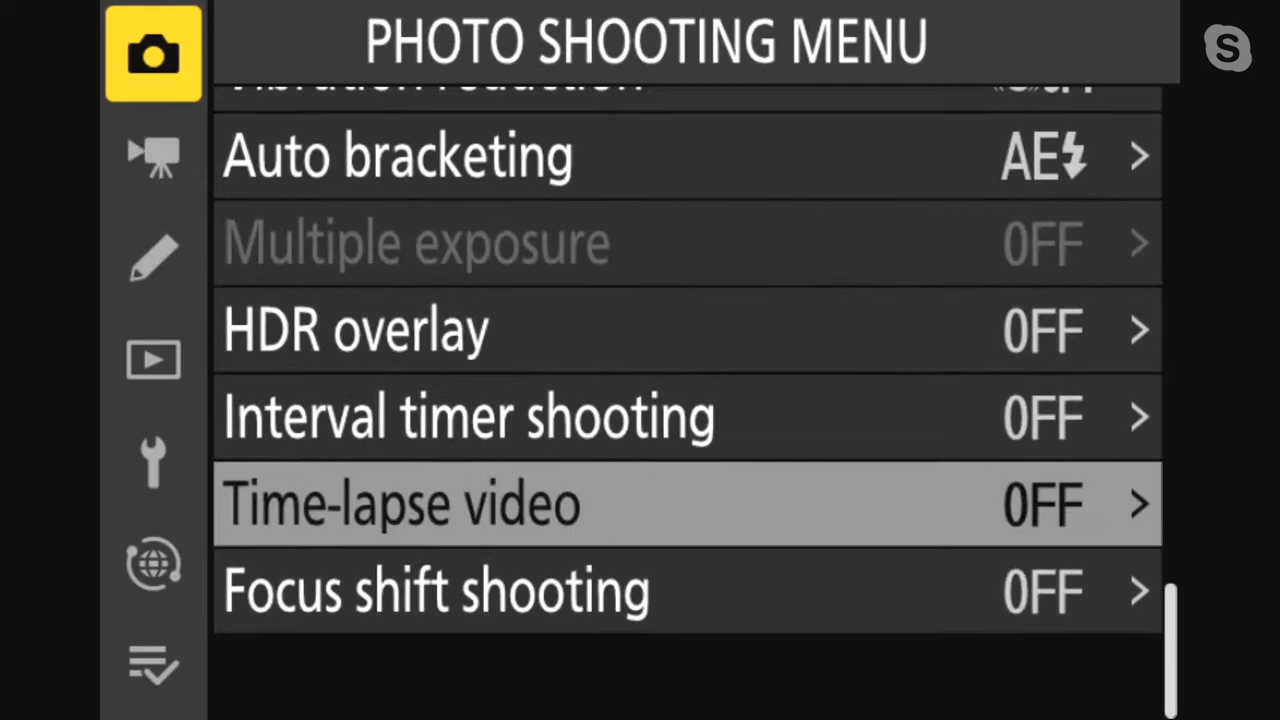 PHOTO SHOOTING MENU
Auto bracketing AE
Multiple exposure OFF
HDR overlay OFF
Interval timer shooting OFF
Time-lapse video OFF
Focus shift shooting OFF
S